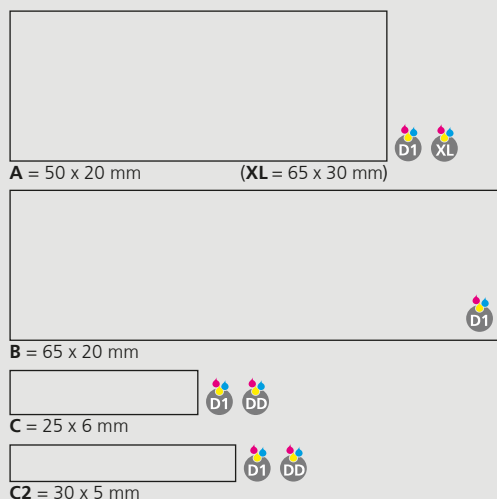 D1 XL
A = 50 x 20 mm (XL = 65 x 30 mm)
D1
B = 65 x 20 mm
D1 DD
C = 25 x 6 mm
D1 DD
C2 = 30 x 5 mm